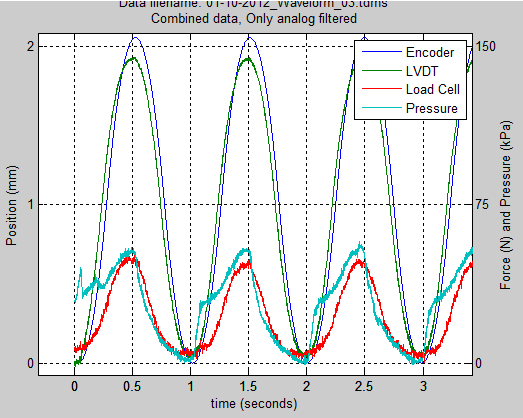 Data filename: 01-10-2012_Waveform_03.tdms
Combined data, Only analog filtered
Encoder
LVDT
Load Cell
Pressure
2
1
0
Position (mm)
150
75
0
Force (N) and Pressure (kPa)
0 0.5 1 1.5 2 2.5 3
time (seconds)